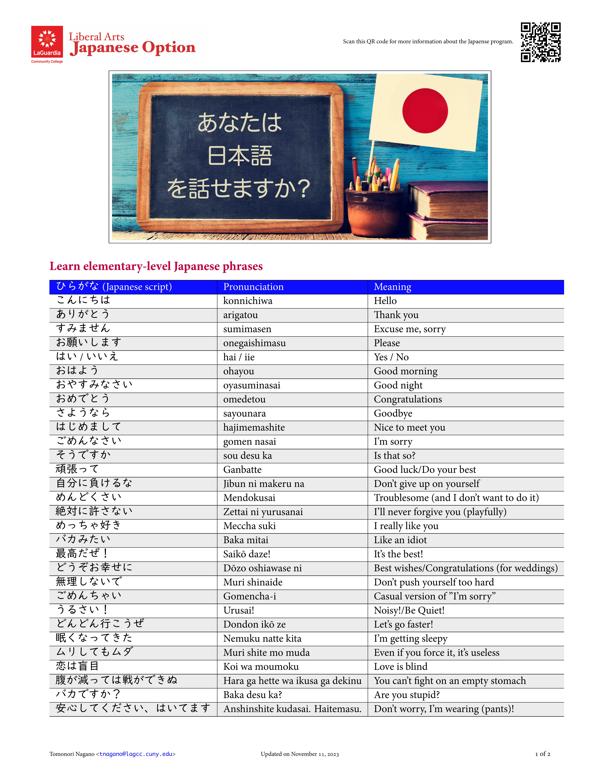 LaGuardia
Community College
Liberal Arts
Japanese Option
Scan this QR code for more information about the Japaense program.
あなたは
日本語
を話せますか?
Learn elementary-level Japanese phrases
ひらがな (Japanese script) Pronunciation Meaning
こんにちは konnichiwa Hello
ありがとう arigatou Thank you
すみません sumimasen Excuse me, sorry
お願いします onegaishimasu Please
はい / いいえ hai / iie Yes / No
おはよう ohayou Good morning
おやすみなさい oyasuminasai Good night
おめでとう omedetou Congratulations
さようなら sayounara Goodbye
はじめまして hajimemashite Nice to meet you
ごめんなさい gomen nasai I'm sorry
そうですか sou desu ka Is that so?
頑張って Ganbatte Good luck/Do your best
自分に負けるな Jibun ni makeru na Don't give up on yourself
めんどくさい Mendokusai Troublesome (and I don't want to do it)
絶対に許さない Zettai ni yurusanai I'll never forgive you (playfully)
めっちゃ好き Meccha suki I really like you
バカみたい Baka mitai Like an idiot
最高だぜ！ Saikō daze! It's the best!
どうぞお幸せに Dōzo oshiawase ni Best wishes/Congratulations (for weddings)
無理しないで Muri shinaide Don't push yourself too hard
ごめんちゃい Gomencha-i Casual version of "I'm sorry"
うるさい！ Urusai! Noisy!/Be Quiet!
どんどん行こうぜ Dondon ikō ze Let's go faster!
眠くなってきた Nemuku natte kita I'm getting sleepy
ムリしてもムダ Muri shite mo muda Even if you force it, it's useless
恋は盲目 Koi wa moumoku Love is blind
腹が減っては戦ができぬ Hara ga hette wa ikusa ga dekinu You can't fight on an empty stomach
バカですか？ Baka desu ka? Are you stupid?
安心してください、はいてます Anshinshite kudasai. Haitemasu. Don't worry, I'm wearing (pants)!
Tomonori Nagano <tnagano@lagcc.cuny.edu> Updated on November 11, 2023 1 of 2